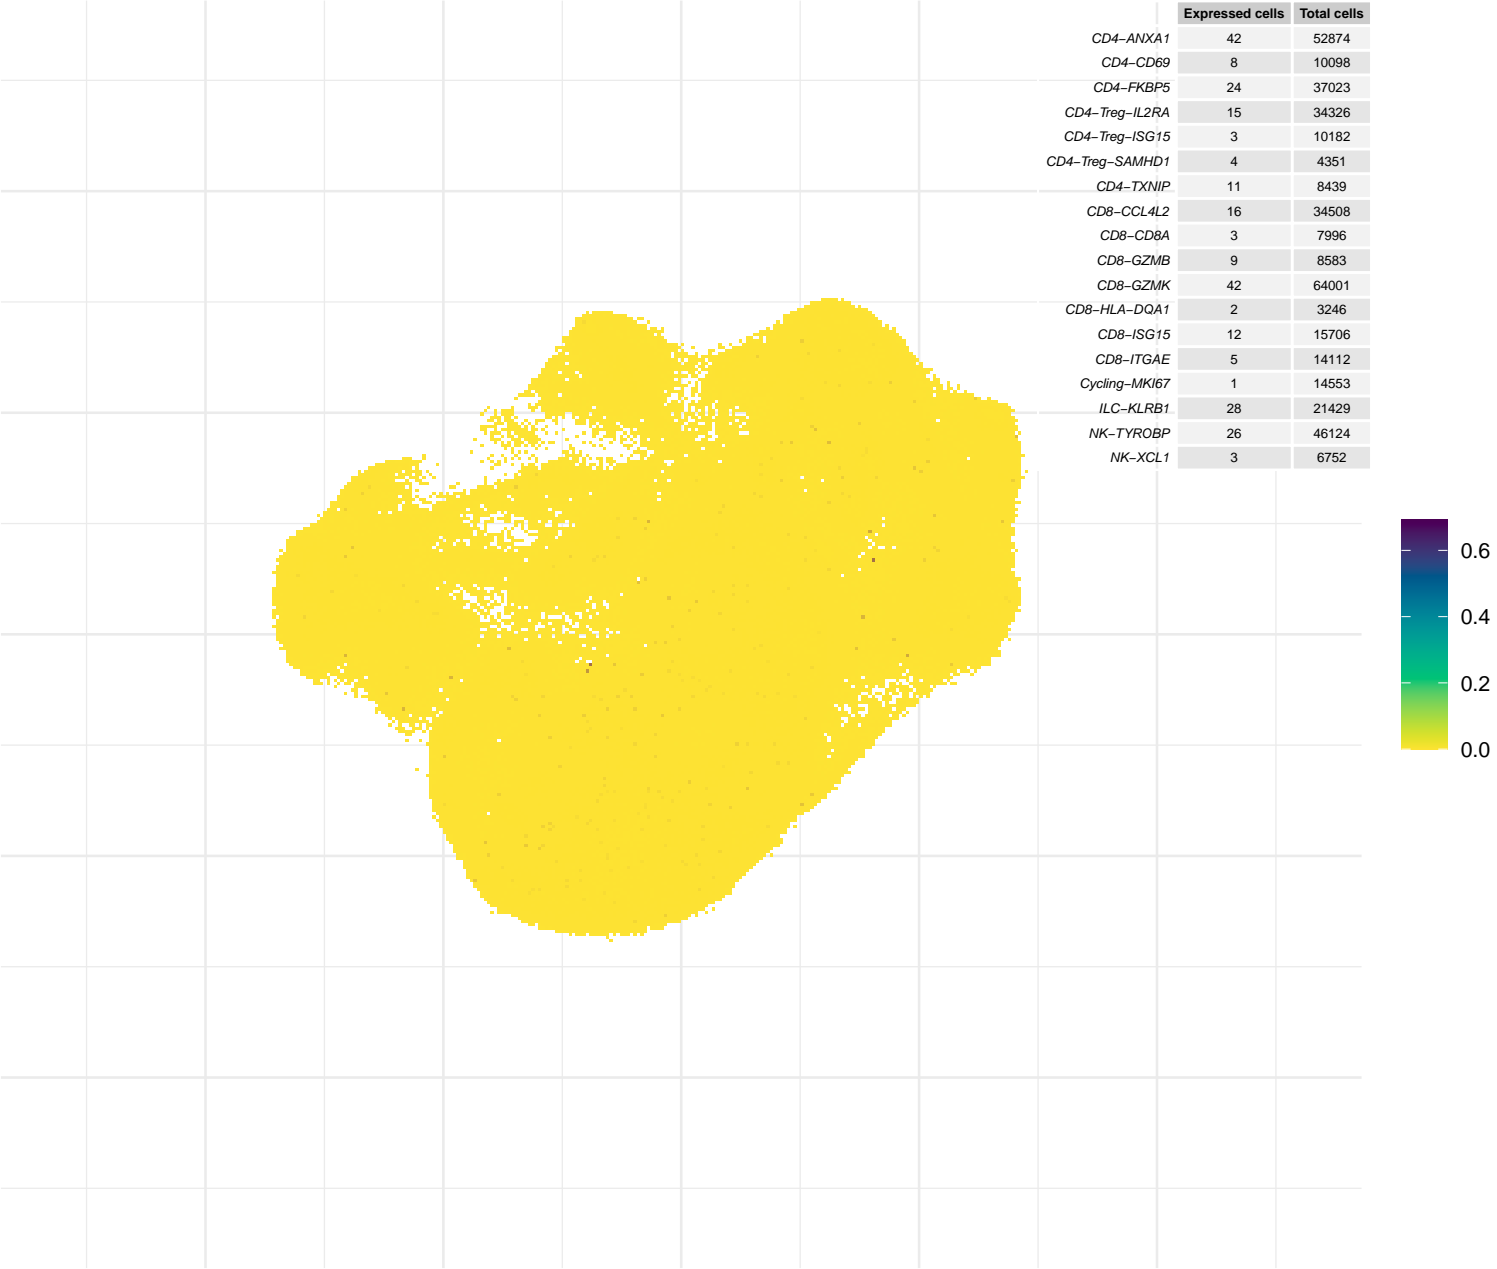 Expressed cells Total cells
CD4−ANXA1 42 52874
CD4−CD69 8 10098
CD4−FKBP5 24 37023
CD4−Treg−IL2RA 15 34326
CD4−Treg−ISG15 3 10182
CD4−Treg−SAMHD1 4 4351
CD4−TXNIP 11 8439
CD8−CCL4L2 16 34508
CD8−CD8A 3 7996
CD8−GZMB 9 8583
CD8−GZMK 42 64001
CD8−HLA−DQA1 2 3246
CD8−ISG15 12 15706
CD8−ITGAE 5 14112
Cycling−MKI67 1 14553
ILC−KLRB1 28 21429
NK−TYROBP 26 46124
NK−XCL1 3 6752
0.6
0.4
0.2
0.0